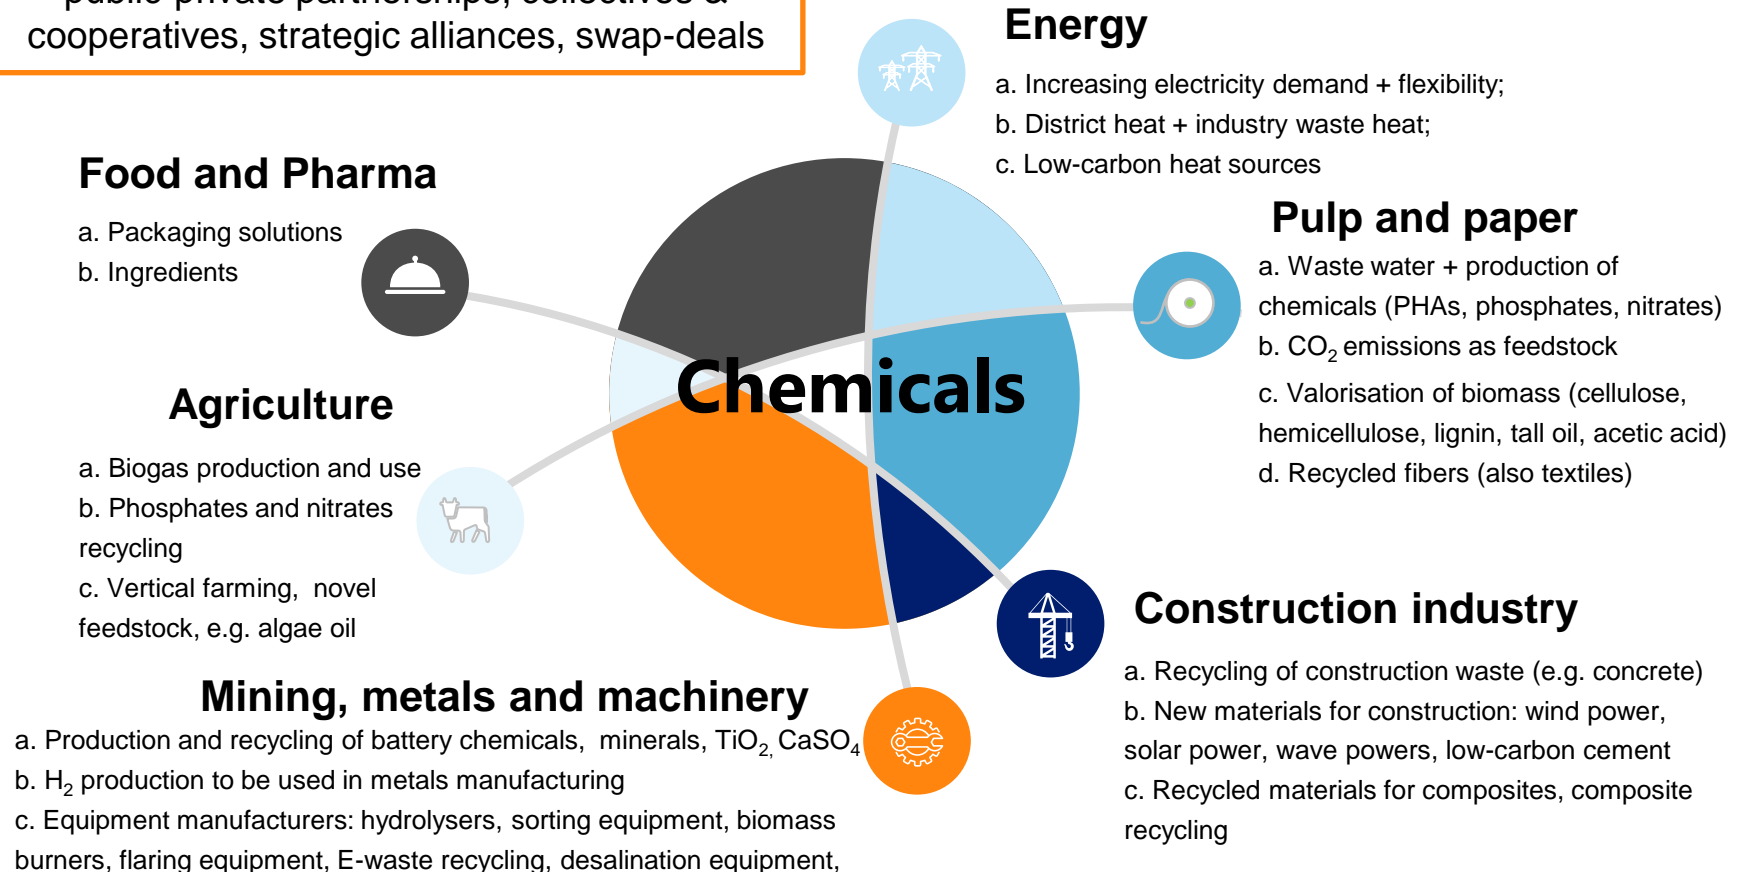 public-private partnerships, collectives &
cooperatives, strategic alliances, swap-deals
Energy
a. Increasing electricity demand + flexibility;
b. District heat + industry waste heat;
c. Low-carbon heat sources
Food and Pharma
a. Packaging solutions
b. Ingredients
Pulp and paper
a. Waste water + production of
chemicals (PHAs, phosphates, nitrates)
b. CO₂ emissions as feedstock
c. Valorisation of biomass (cellulose,
hemicellulose, lignin, tall oil, acetic acid)
d. Recycled fibers (also textiles)
Chemicals
Agriculture
a. Biogas production and use
b. Phosphates and nitrates
recycling
c. Vertical farming, novel
feedstock, e.g. algae oil
Construction industry
a. Recycling of construction waste (e.g. concrete)
b. New materials for construction: wind power,
solar power, wave powers, low-carbon cement
c. Recycled materials for composites, composite
recycling
Mining, metals and machinery
a. Production and recycling of battery chemicals, minerals, TiO₂, CaSO₄
b. H₂ production to be used in metals manufacturing
c. Equipment manufacturers: hydrolysers, sorting equipment, biomass
burners, flaring equipment, E-waste recycling, desalination equipment,